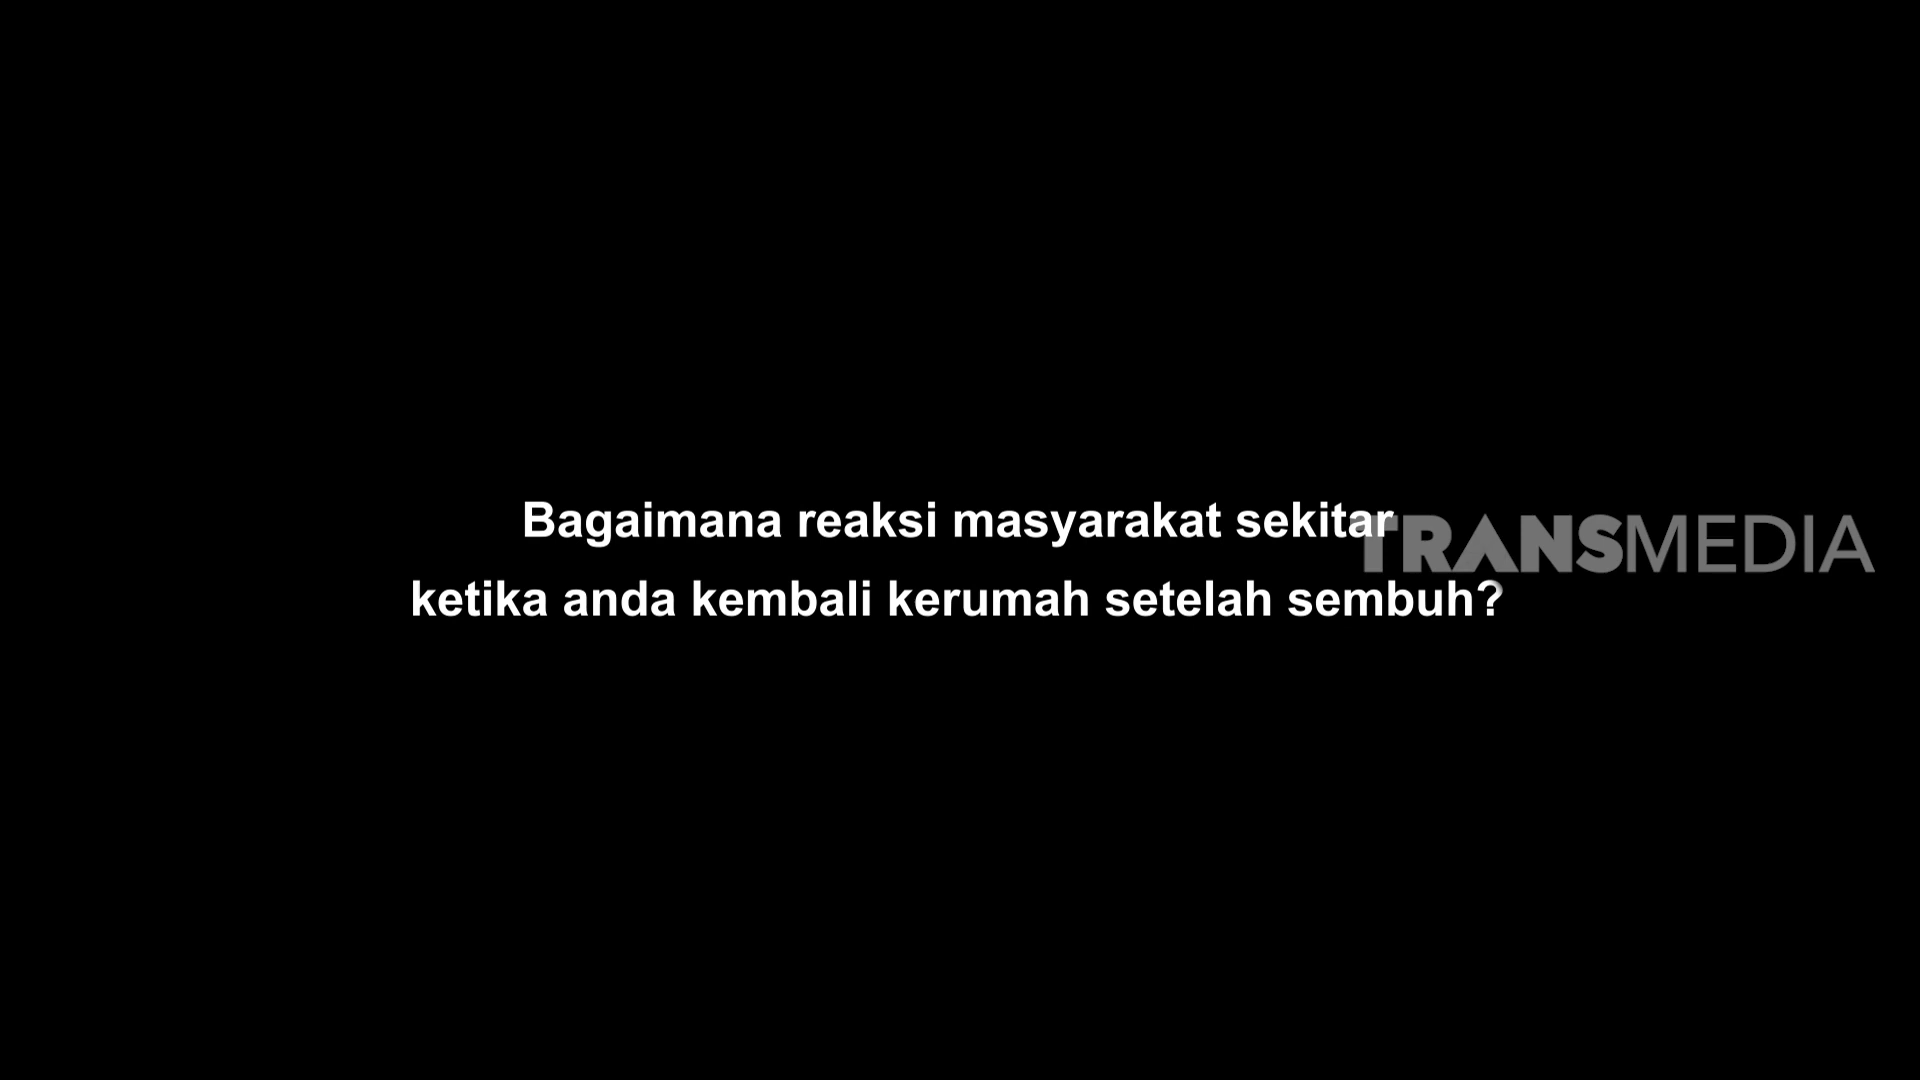 Bagaimana reaksi masyarakat sekitar
TRANSMEDIA
ketika anda kembali kerumah setelah sembuh?